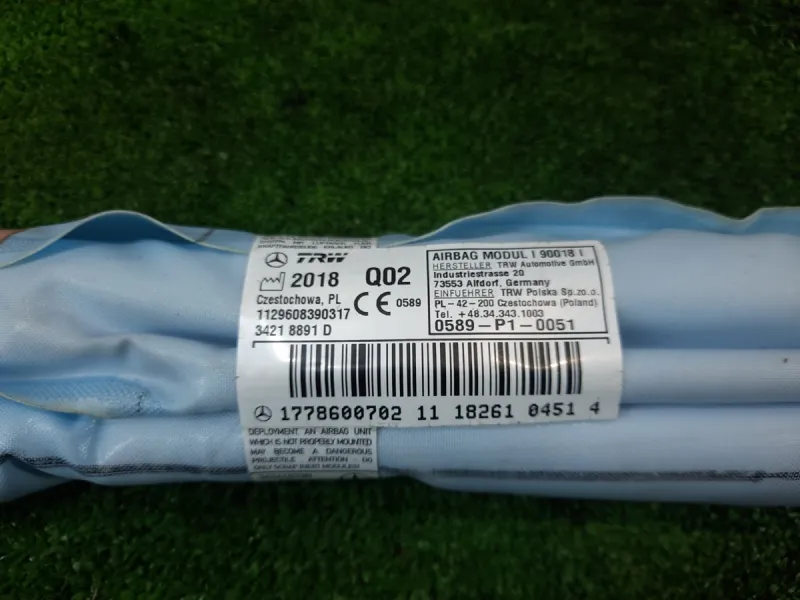 TRW
2018 Q02
Czestochowa, PL
CE 0589
1129608390317
3421 8891 D
AIRBAG MODUL | 90018 |
HERSTELLER TRW Automotive GmbH
Industriestrasse 20
73553 Alfdorf, Germany
EINFUEHRER TRW Polska Sp.zo.o.
PL-42-200 Czestochowa (Poland)
Tel. +48.34.343.1003
0589-P1-0051
1778600702 11 18261 0451 4
DEPLOYMENT, AN AIRBAG UNIT
WHICH IS NOT PROPERLY MOUNTED
MAY BECOME A DANGEROUS
PROJECTILE ATTENTION DO